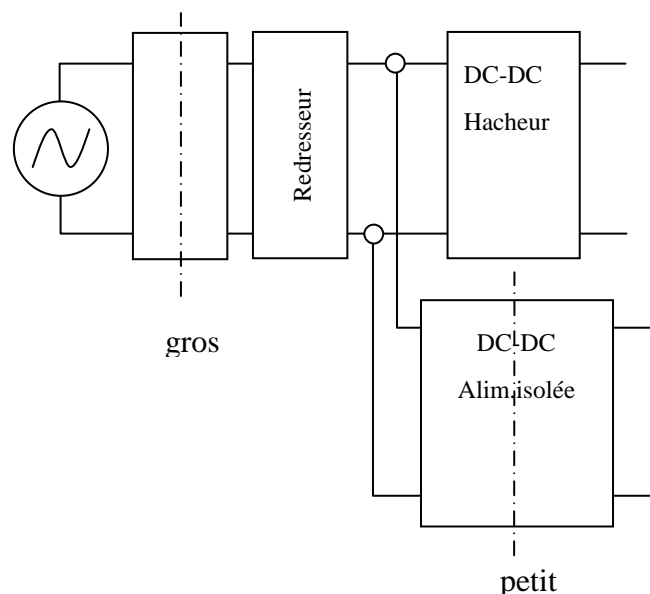 DC-DC
Hacheur
Redresseur
gros
DC-DC
Alim.isolée
petit